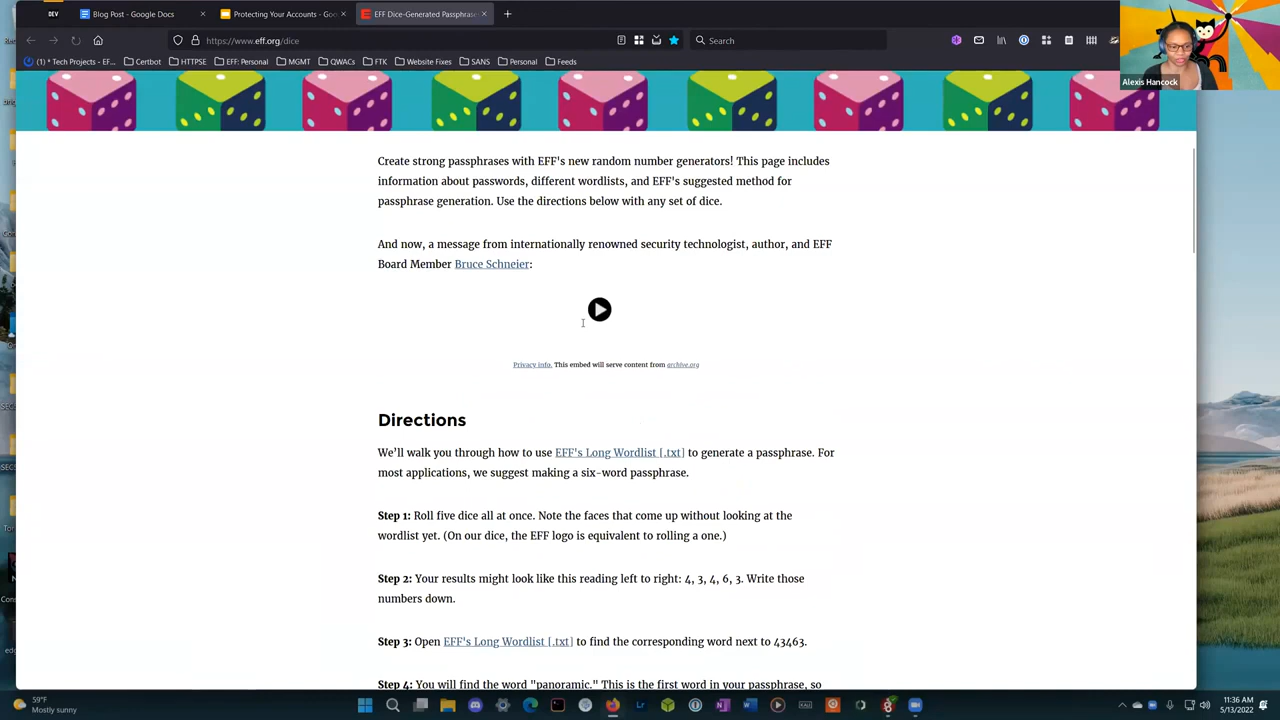 DEV
Blog Post - Google Docs
Protecting Your Accounts - Goo
EFF Dice-Generated Passphrase
https://www.eff.org/dice
Search
1) * Tech Projects - EF...
Certbot
HTTPSE
EFF: Personal
MGMT
QWACs
FTK
Website Fixes
SANS
Personal
Feeds
Alexis Hancock
Create strong passphrases with EFF's new random number generators! This page includes
information about passwords, different wordlists, and EFF's suggested method for
passphrase generation. Use the directions below with any set of dice.
And now, a message from internationally renowned security technologist, author, and EFF
Board Member Bruce Schneier:
Privacy info. This embed will serve content from archive.org
Directions
We'll walk you through how to use EFF's Long Wordlist [.txt] to generate a passphrase. For
most applications, we suggest making a six-word passphrase.
Step 1: Roll five dice all at once. Note the faces that come up without looking at the
wordlist yet. (On our dice, the EFF logo is equivalent to rolling a one.)
Step 2: Your results might look like this reading left to right: 4, 3, 4, 6, 3. Write those
numbers down.
Step 3: Open EFF's Long Wordlist [.txt] to find the corresponding word next to 43463.
Step 4: You will find the word "panoramic." This is the first word in your passphrase, so
59°F
Mostly sunny
11:36 AM
5/13/2022